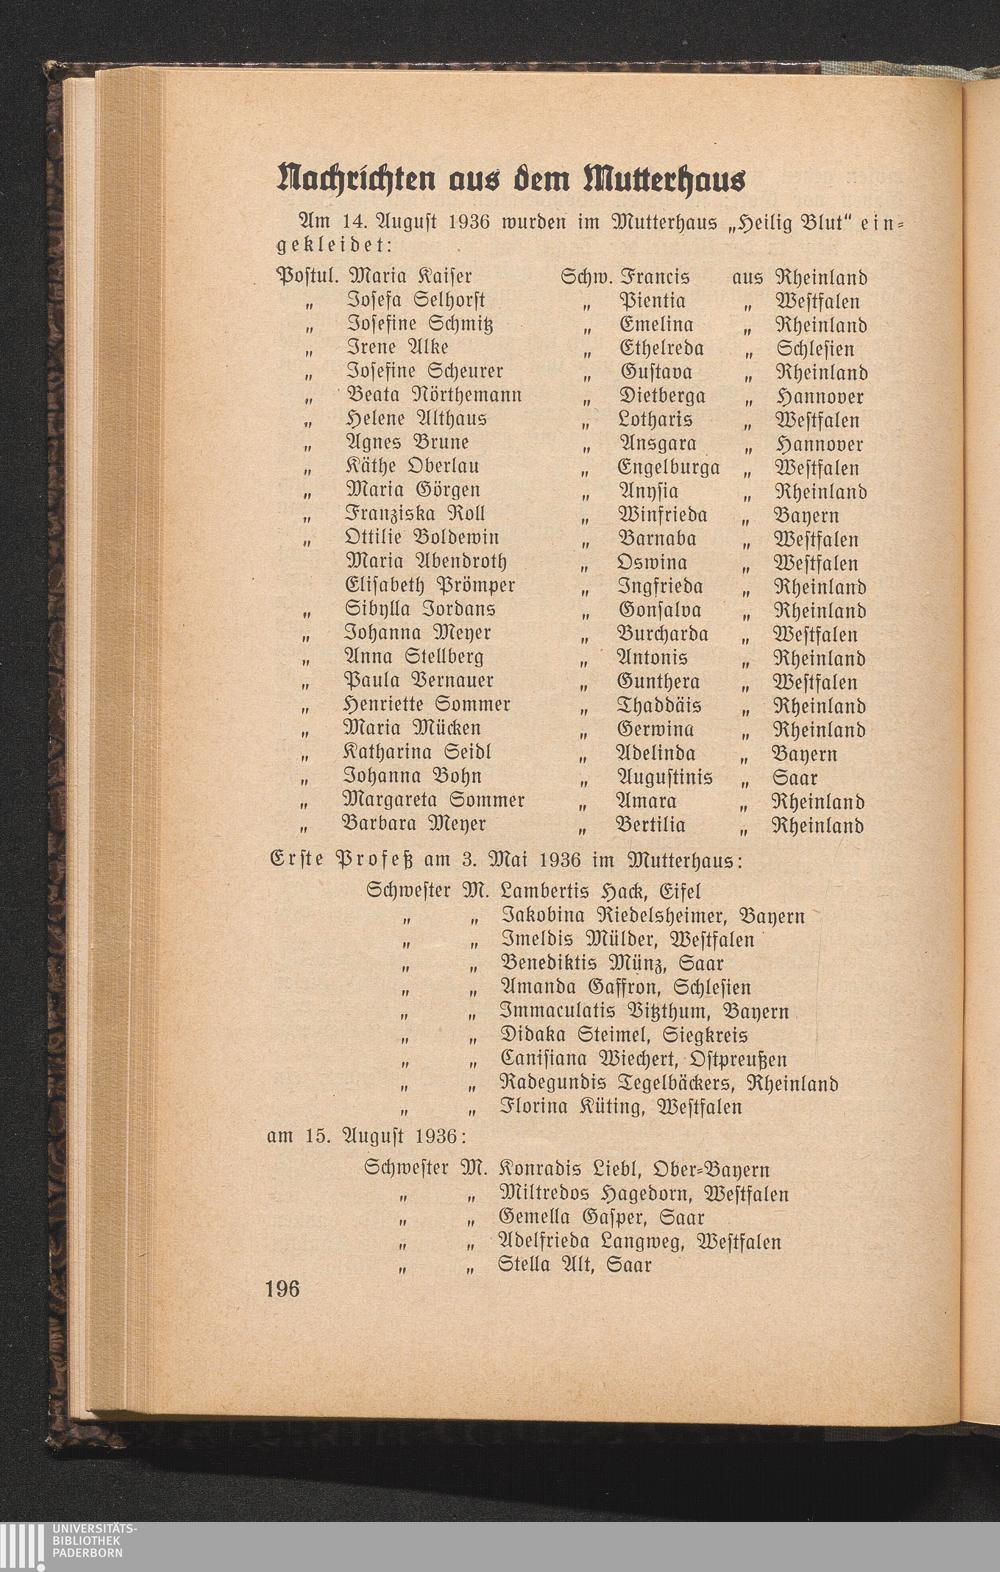 Nachrichten aus dem Mutterhaus
Am 14. August 1936 wurden im Mutterhaus „Heilig Blut“ ein-
gekleidet:
Postul. Maria Kaiser Schw. Francis aus Rheinland
„ Josefa Selhorst „ Pientia „ Westfalen
„ Josefine Schmitz „ Emelina „ Rheinland
„ Irene Alke „ Ethelreda „ Schlesien
„ Josefine Scheurer „ Gustava „ Rheinland
„ Beata Nörthemann „ Dietberga „ Hannover
„ Helene Althaus „ Lotharis „ Westfalen
„ Agnes Brune „ Ansgara „ Hannover
„ Käthe Oberlau „ Engelburga „ Westfalen
„ Maria Görgen „ Anysia „ Rheinland
„ Franziska Roll „ Winfrieda „ Bayern
„ Ottilie Boldewin „ Barnaba „ Westfalen
Maria Abendroth „ Oswina „ Westfalen
Elisabeth Prömper „ Ingfrieda „ Rheinland
„ Sibylla Jordans „ Gonsalva „ Rheinland
„ Johanna Meyer „ Burcharda „ Westfalen
„ Anna Stellberg „ Antonis „ Rheinland
„ Paula Vernauer „ Gunthera „ Westfalen
„ Henriette Sommer „ Thaddäis „ Rheinland
„ Maria Mücken „ Gerwina „ Rheinland
„ Katharina Seidl „ Adelinda „ Bayern
„ Johanna Bohn „ Augustinis „ Saar
„ Margareta Sommer „ Amara „ Rheinland
„ Barbara Meyer „ Bertilia „ Rheinland
Erste Profeß am 3. Mai 1936 im Mutterhaus:
Schwester M. Lambertis Hack, Eifel
„ „ Jakobina Riedelsheimer, Bayern
„ „ Imeldis Mülder, Westfalen
„ „ Benediktis Münz, Saar
„ „ Amanda Gaffron, Schlesien
„ „ Immaculatis Vitzthum, Bayern
„ „ Didaka Steimel, Siegkreis
„ „ Canisiana Wiechert, Ostpreußen
„ „ Radegundis Tegelbäckers, Rheinland
„ „ Florina Küting, Westfalen
am 15. August 1936:
Schwester M. Konradis Liebl, Ober-Bayern
„ „ Miltredos Hagedorn, Westfalen
„ „ Gemella Gasper, Saar
„ „ Adelfrieda Langweg, Westfalen
„ „ Stella Alt, Saar
196
UNIVERSITÄTS-
BIBLIOTHEK
PADERBORN